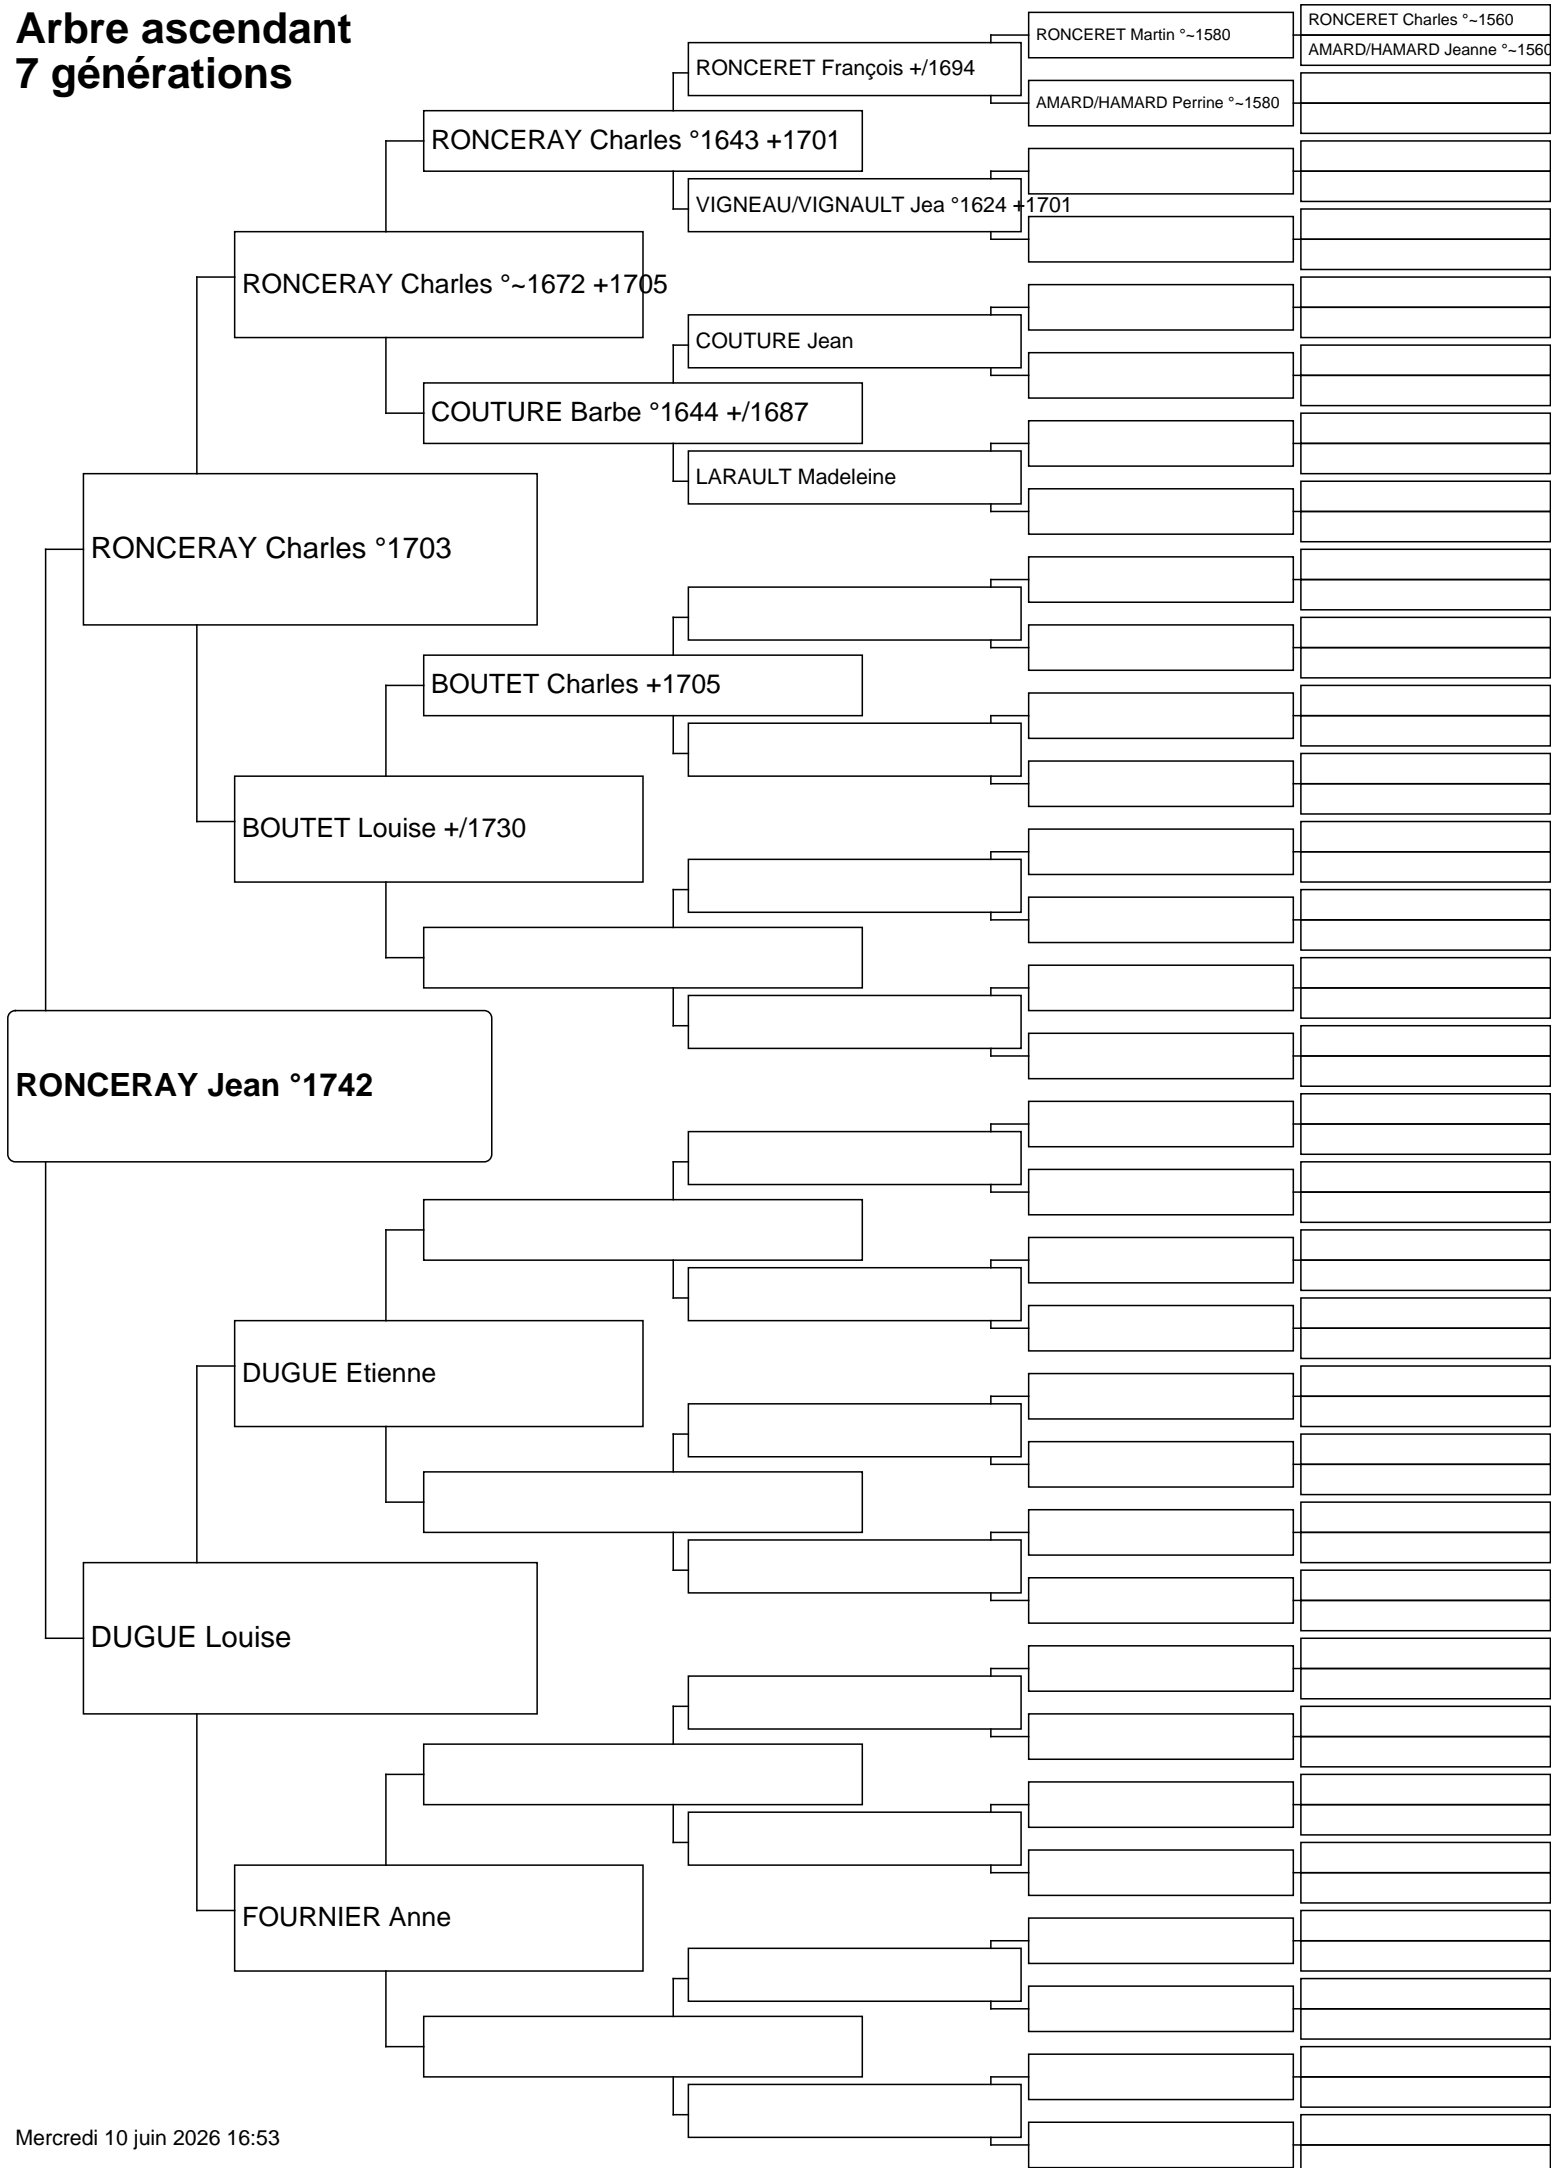 Arbre ascendant
7 générations
RONCERET Charles °~1560
RONCERET Martin °~1580
AMARD/HAMARD Jeanne °~1560
RONCERET François +/1694
AMARD/HAMARD Perrine °~1580
RONCERAY Charles °1643 +1701
VIGNEAU/VIGNAULT Jea °1624 +1701
RONCERAY Charles °~1672 +1705
COUTURE Jean
COUTURE Barbe °1644 +/1687
LARAULT Madeleine
RONCERAY Charles °1703
BOUTET Charles +1705
BOUTET Louise +/1730
RONCERAY Jean °1742
DUGUE Etienne
DUGUE Louise
FOURNIER Anne
Mercredi 10 juin 2026 16:53